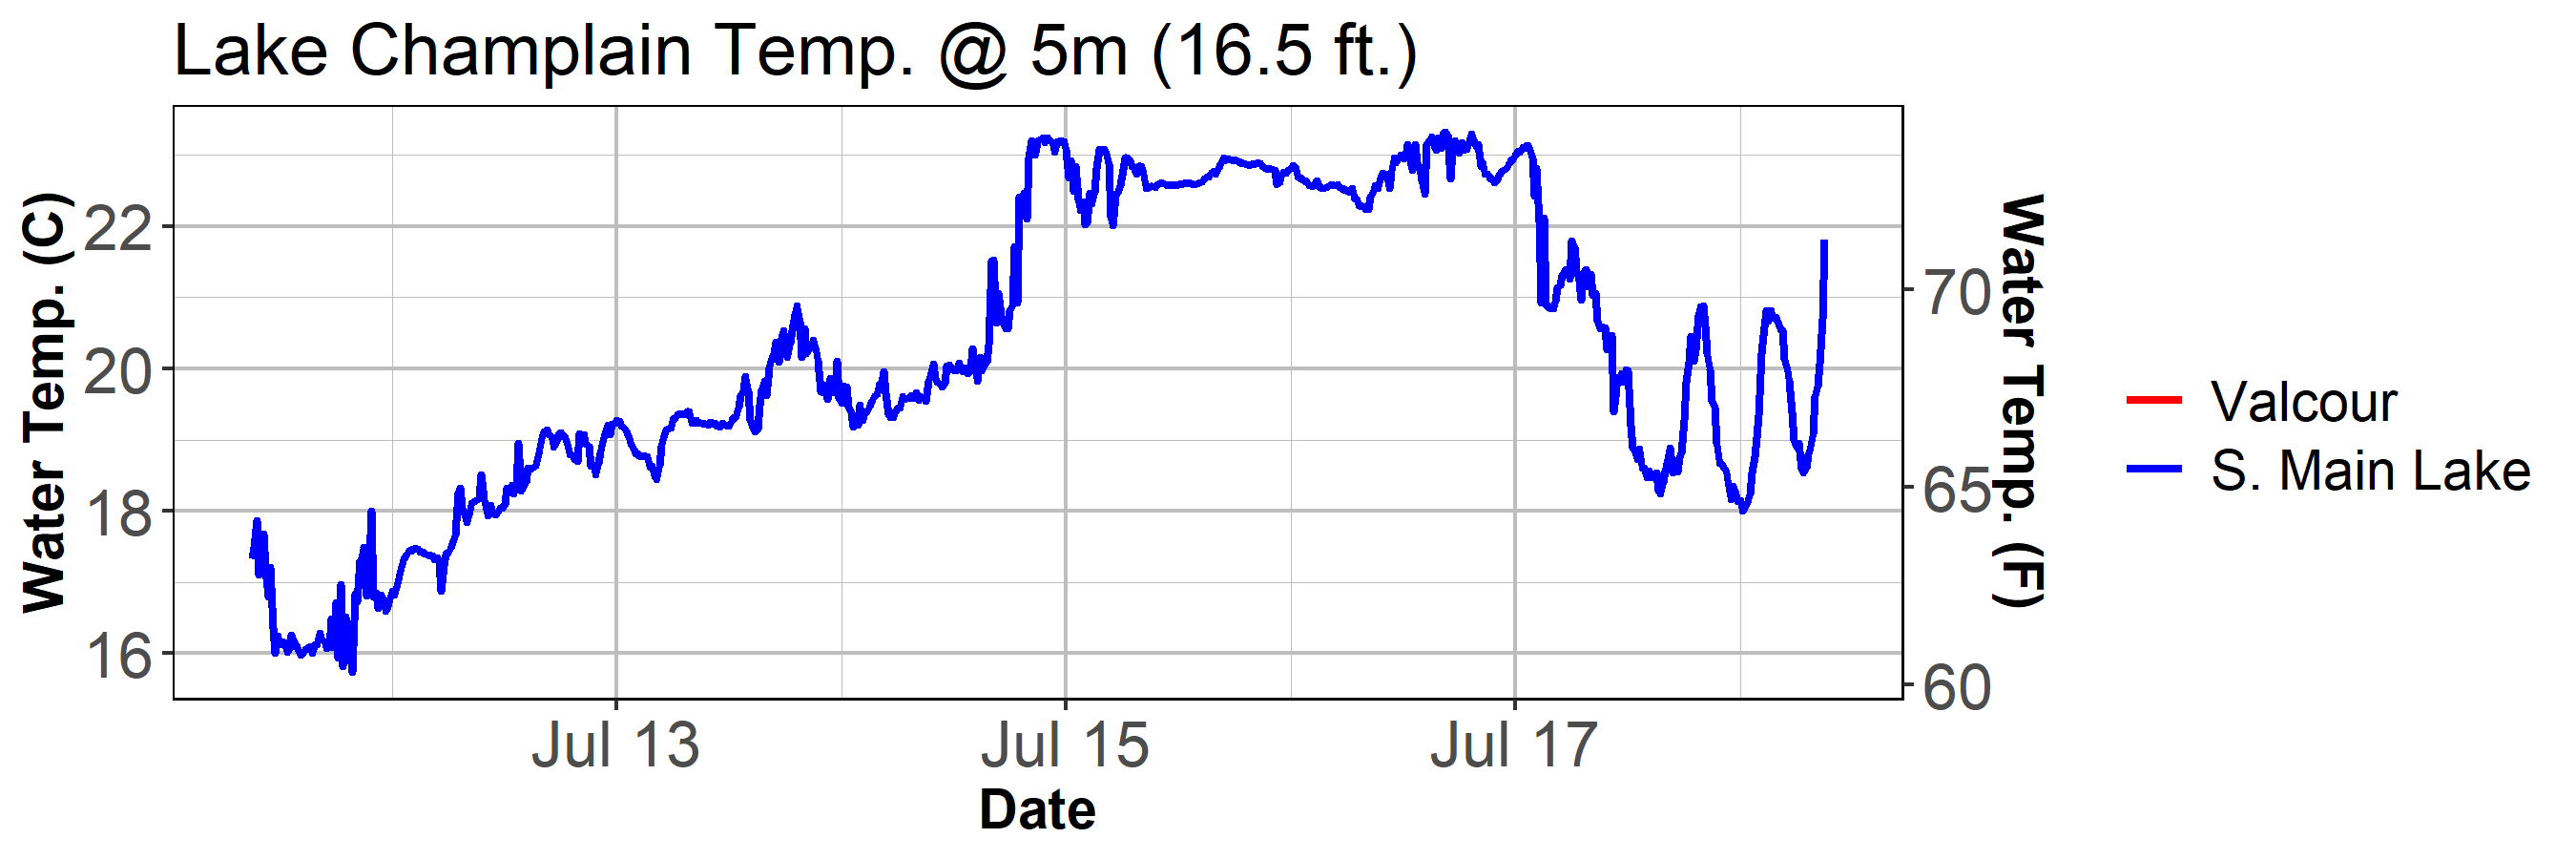 Lake Champlain Temp. @ 5m (16.5 ft.)
Water Temp. (C)
22
20
18
16
70
65
60
Water Temp. (F)
Jul 13
Jul 15
Jul 17
Date
Valcour
S. Main Lake